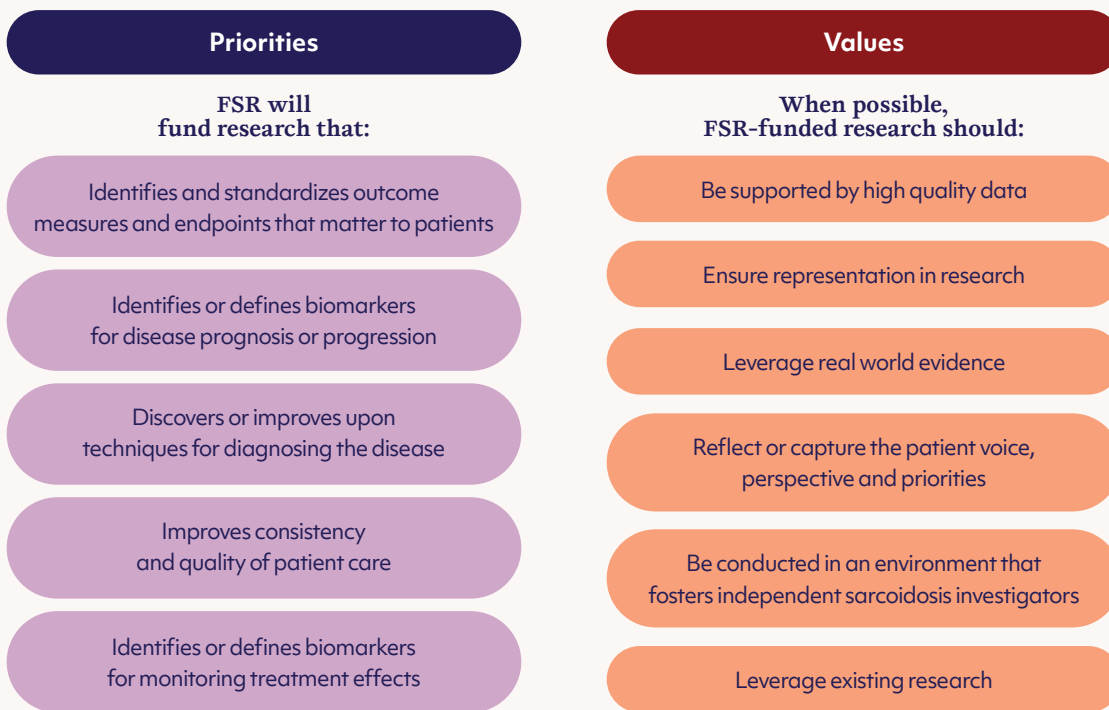 Priorities
FSR will
fund research that:
Identifies and standardizes outcome
measures and endpoints that matter to patients
Identifies or defines biomarkers
for disease prognosis or progression
Discovers or improves upon
techniques for diagnosing the disease
Improves consistency
and quality of patient care
Identifies or defines biomarkers
for monitoring treatment effects
Values
When possible,
FSR-funded research should:
Be supported by high quality data
Ensure representation in research
Leverage real world evidence
Reflect or capture the patient voice,
perspective and priorities
Be conducted in an environment that
fosters independent sarcoidosis investigators
Leverage existing research